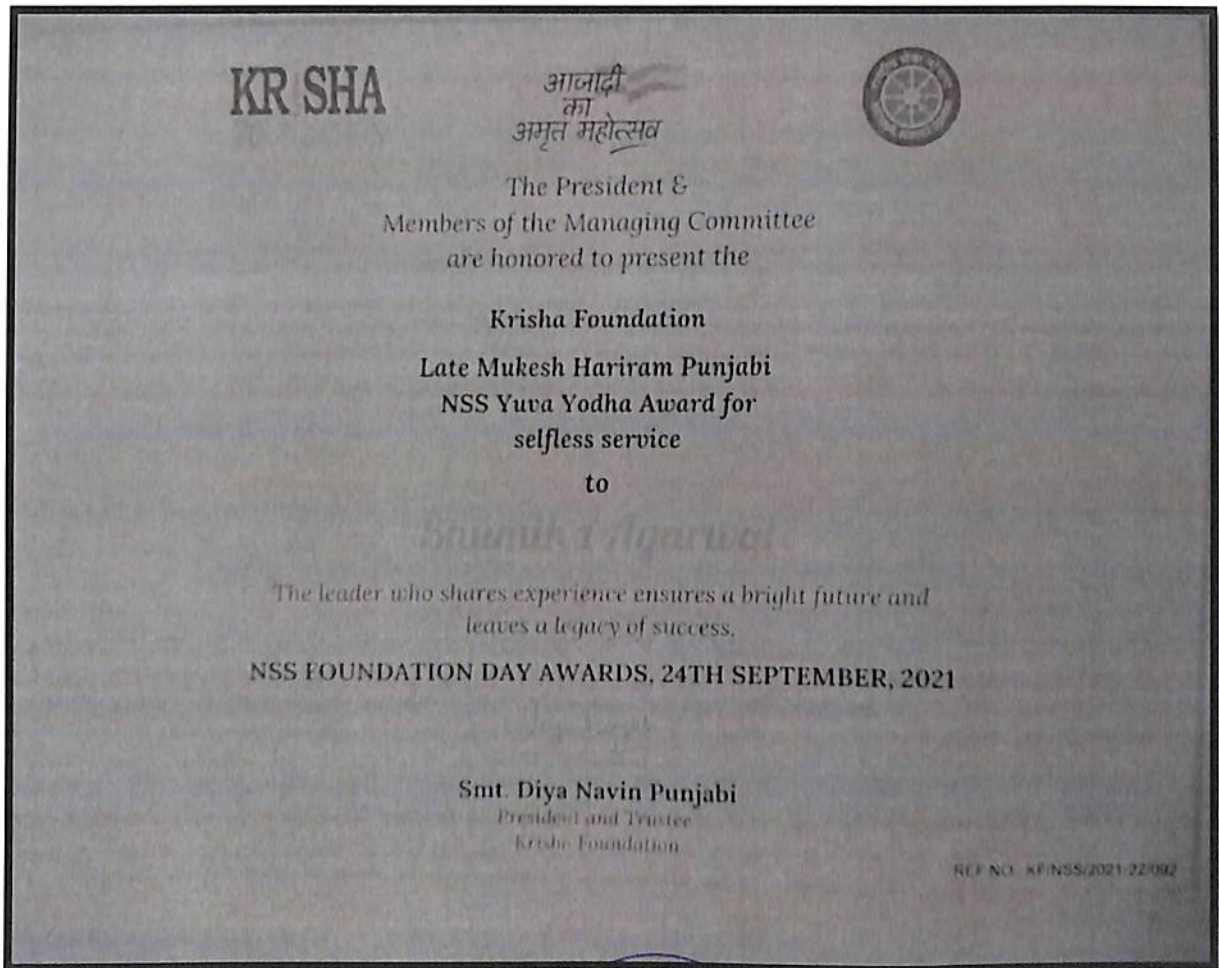 KR SHA
आज़ादी
का
अमृत महोत्सव
The President &
Members of the Managing Committee
are honored to present the
Krisha Foundation
Late Mukesh Hariram Punjabi
NSS Yuva Yodha Award for
selfless service
to
Agarwal
The leader who shares experience ensures a bright future and
leaves a legacy of success.
NSS FOUNDATION DAY AWARDS, 24TH SEPTEMBER, 2021
Smt. Diya Navin Punjabi
President and Trustee
Krisha Foundation
REF NO. KF/NSS/2021-22/092